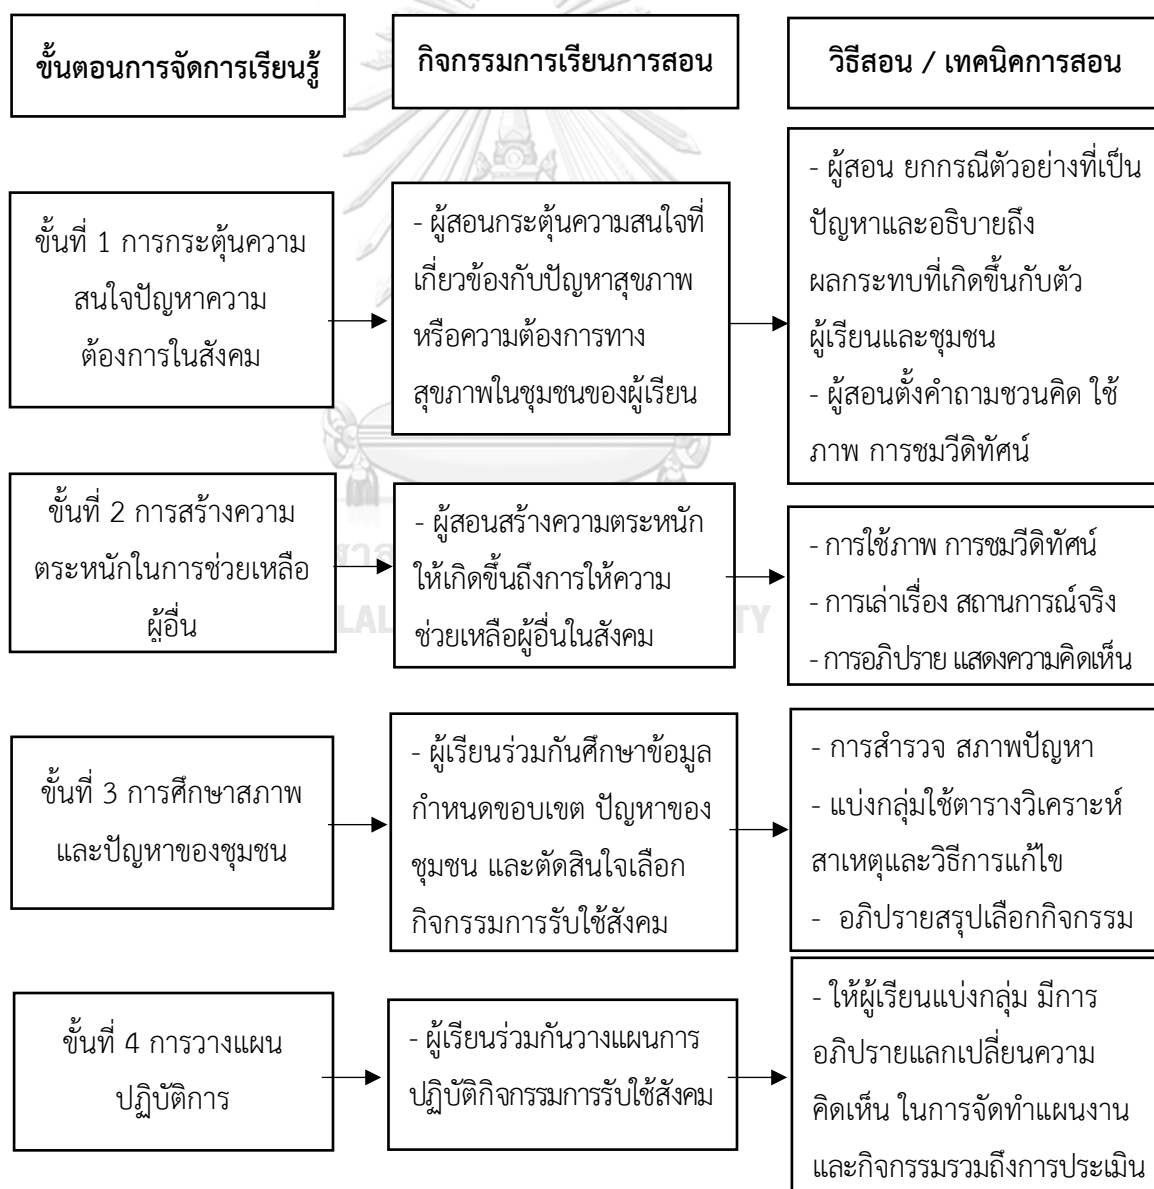 ขั้นตอนการจัดการเรียนรู้
กิจกรรมการเรียนการสอน
วิธีสอน / เทคนิคการสอน
ขั้นที่ 1 การกระตุ้นความ
สนใจปัญหาความ
ต้องการในสังคม
- ผู้สอนกระตุ้นความสนใจที่
เกี่ยวข้องกับปัญหาสุขภาพ
หรือความต้องการทาง
สุขภาพในชุมชนของผู้เรียน
- ผู้สอน ยกกรณีตัวอย่างที่เป็น
ปัญหาและอธิบายถึง
ผลกระทบที่เกิดขึ้นกับตัว
ผู้เรียนและชุมชน
- ผู้สอนตั้งคำถามชวนคิด ใช้
ภาพ การชมวีดิทัศน์
ขั้นที่ 2 การสร้างความ
ตระหนักในการช่วยเหลือ
ผู้อื่น
- ผู้สอนสร้างความตระหนัก
ให้เกิดขึ้นถึงการให้ความ
ช่วยเหลือผู้อื่นในสังคม
- การใช้ภาพ การชมวีดิทัศน์
- การเล่าเรื่อง สถานการณ์จริง
- การอภิปราย แสดงความคิดเห็น
ขั้นที่ 3 การศึกษาสภาพ
และปัญหาของชุมชน
- ผู้เรียนร่วมกันศึกษาข้อมูล
กำหนดขอบเขต ปัญหาของ
ชุมชน และตัดสินใจเลือก
กิจกรรมการรับใช้สังคม
- การสำรวจ สภาพปัญหา
- แบ่งกลุ่มใช้ตารางวิเคราะห์
สาเหตุและวิธีการแก้ไข
- อภิปรายสรุปเลือกกิจกรรม
ขั้นที่ 4 การวางแผน
ปฏิบัติการ
- ผู้เรียนร่วมกันวางแผนการ
ปฏิบัติกิจกรรมการรับใช้สังคม
- ให้ผู้เรียนแบ่งกลุ่ม มีการ
อภิปรายแลกเปลี่ยนความ
คิดเห็น ในการจัดทำแผนงาน
และกิจกรรมรวมถึงการประเมิน